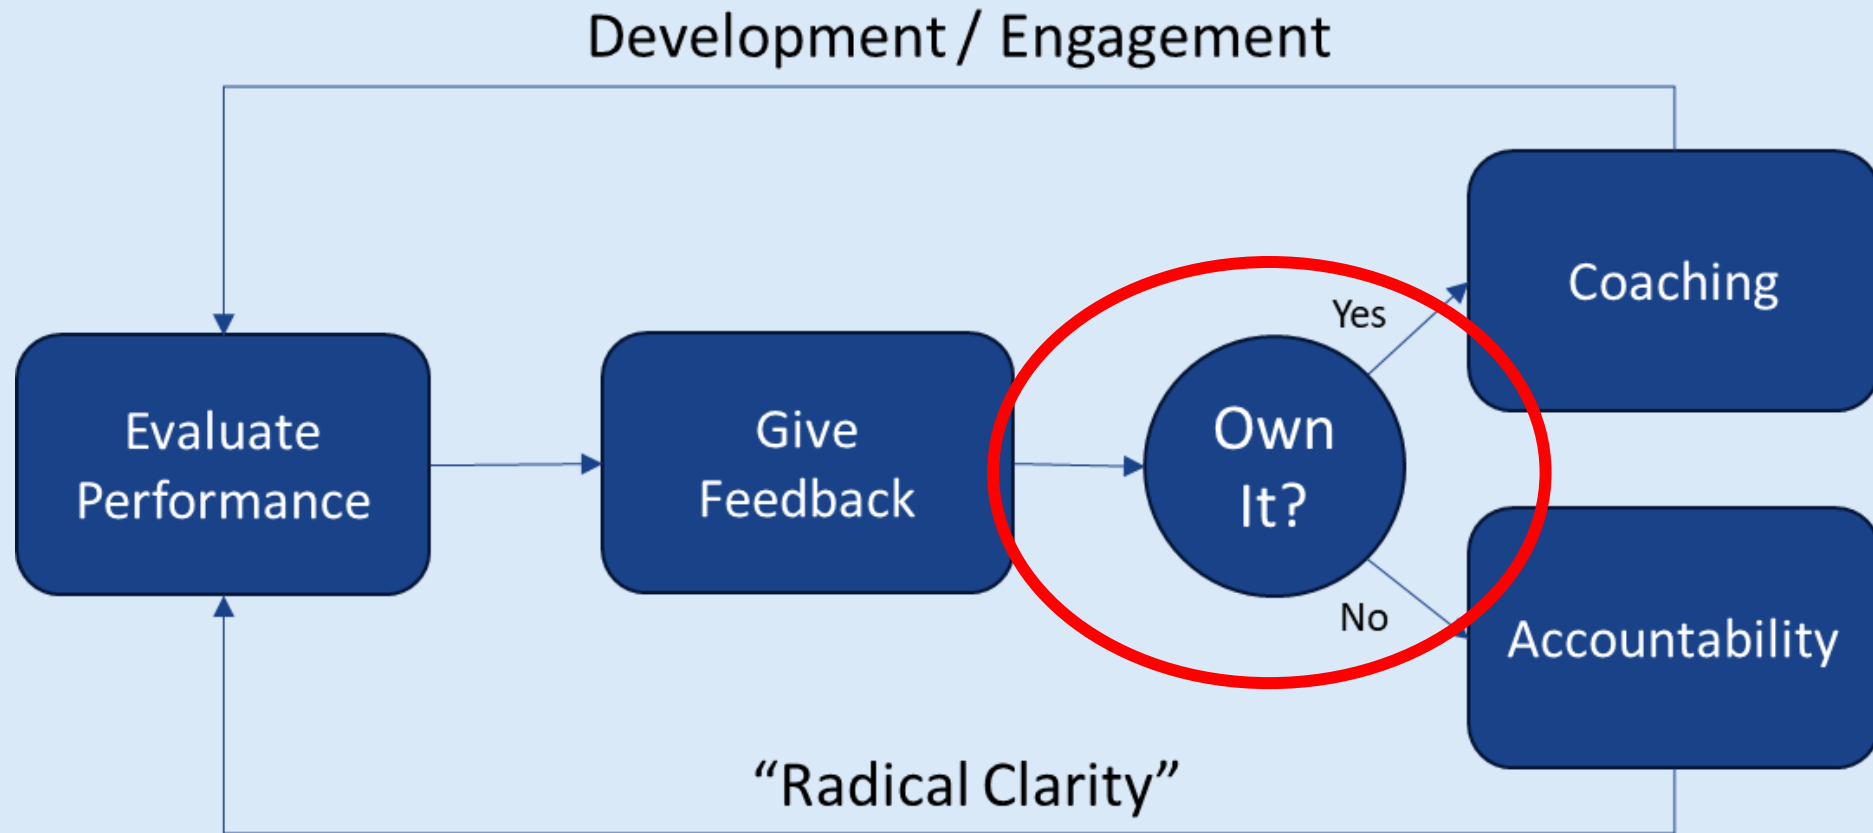 Development / Engagement
Evaluate
Performance
Give
Feedback
Own
It?
Yes
No
Coaching
Accountability
“Radical Clarity”